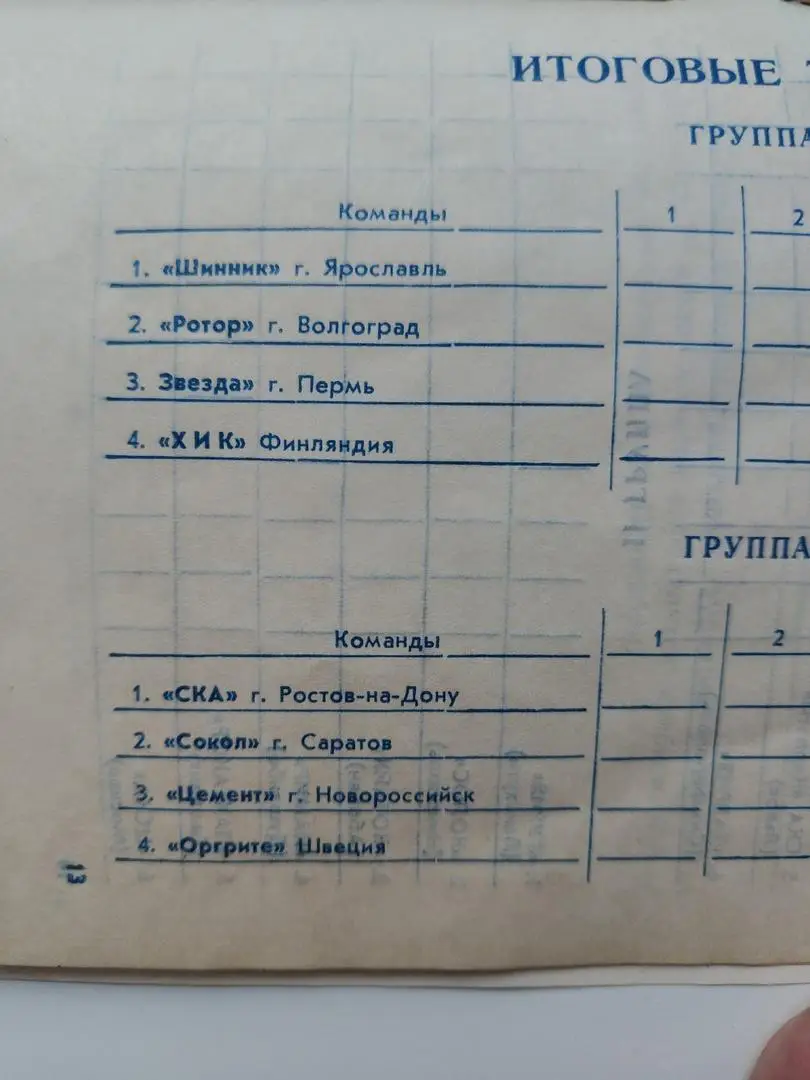 ИТОГОВЫЕ
ГРУППА
Команды 1 2
1. «Шинник» г. Ярославль
2. «Ротор» г. Волгоград
3. Звезда» г. Пермь
4. «ХИК» Финляндия
ГРУППА
Команды 1 2
1. «СКА» г. Ростов-на-Дону
2. «Сокол» г. Саратов
3. «Цемент» г. Новороссийск
4. «Оргрите» Швеция
13